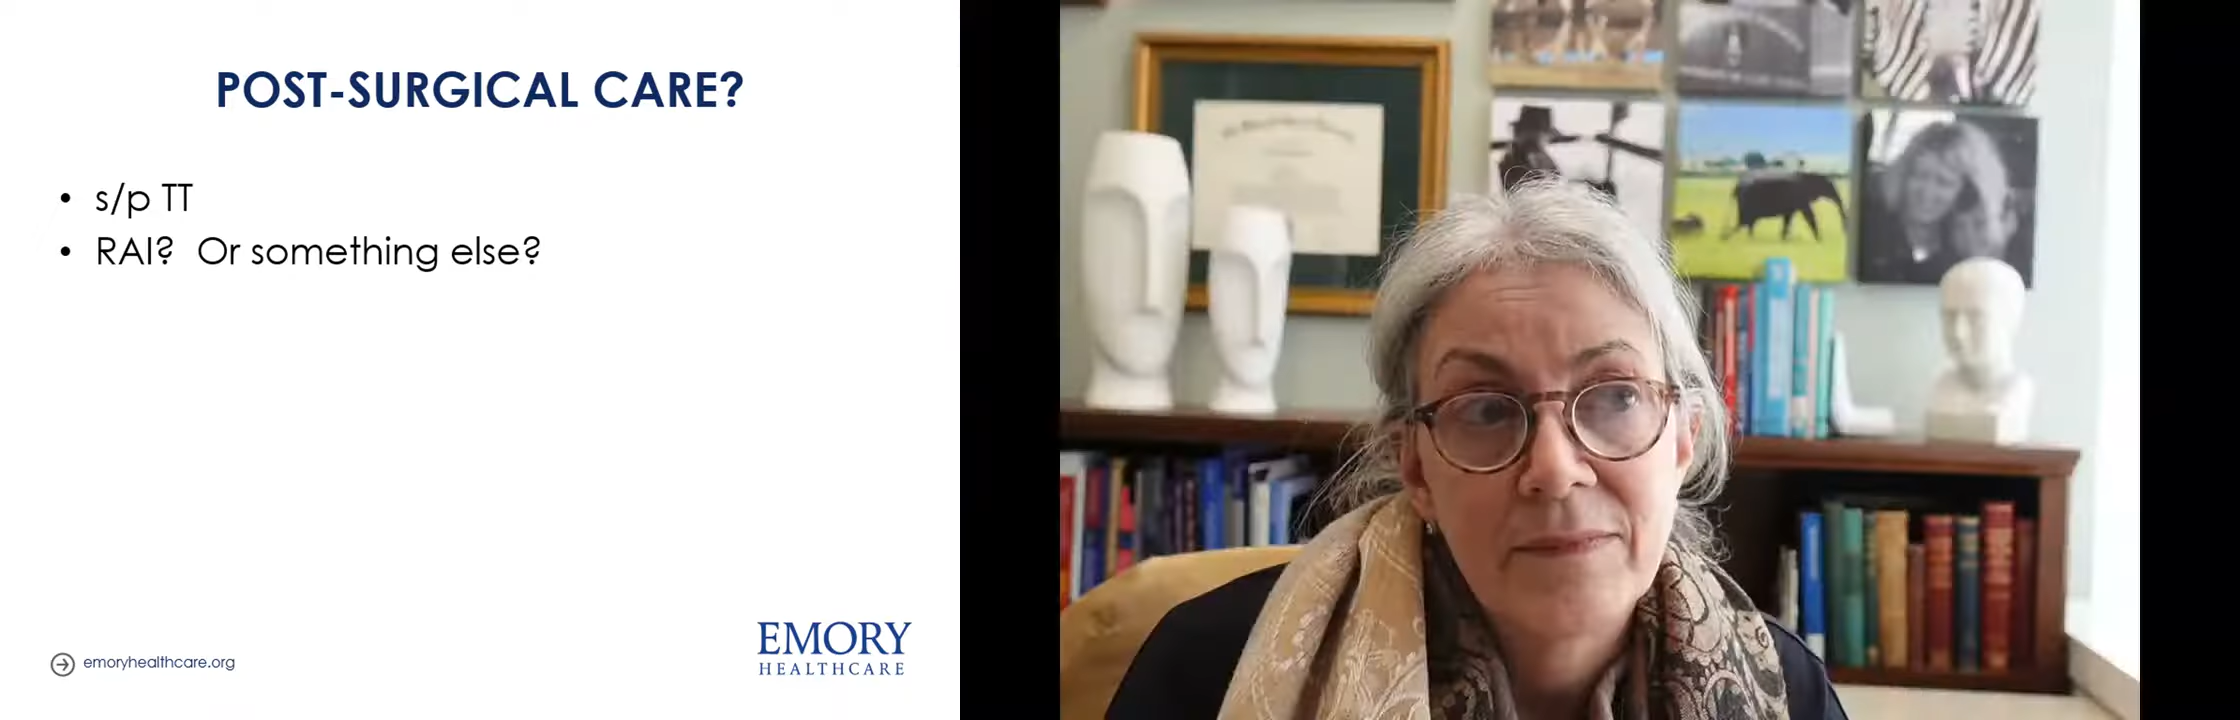 POST-SURGICAL CARE?
• s/p TT
• RAI? Or something else?
emoryhealthcare.org
EMORY
HEALTHCARE